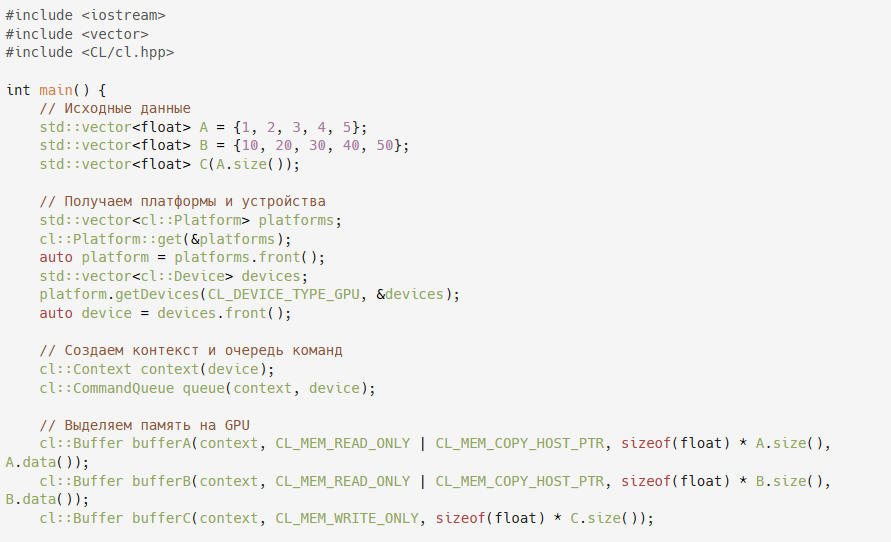 #include <iostream>
#include <vector>
#include <CL/cl.hpp>

int main() {
    // Исходные данные
    std::vector<float> A = {1, 2, 3, 4, 5};
    std::vector<float> B = {10, 20, 30, 40, 50};
    std::vector<float> C(A.size());

    // Получаем платформы и устройства
    std::vector<cl::Platform> platforms;
    cl::Platform::get(&platforms);
    auto platform = platforms.front();
    std::vector<cl::Device> devices;
    platform.getDevices(CL_DEVICE_TYPE_GPU, &devices);
    auto device = devices.front();

    // Создаем контекст и очередь команд
    cl::Context context(device);
    cl::CommandQueue queue(context, device);

    // Выделяем память на GPU
    cl::Buffer bufferA(context, CL_MEM_READ_ONLY | CL_MEM_COPY_HOST_PTR, sizeof(float) * A.size(),
A.data());
    cl::Buffer bufferB(context, CL_MEM_READ_ONLY | CL_MEM_COPY_HOST_PTR, sizeof(float) * B.size(),
B.data());
    cl::Buffer bufferC(context, CL_MEM_WRITE_ONLY, sizeof(float) * C.size());